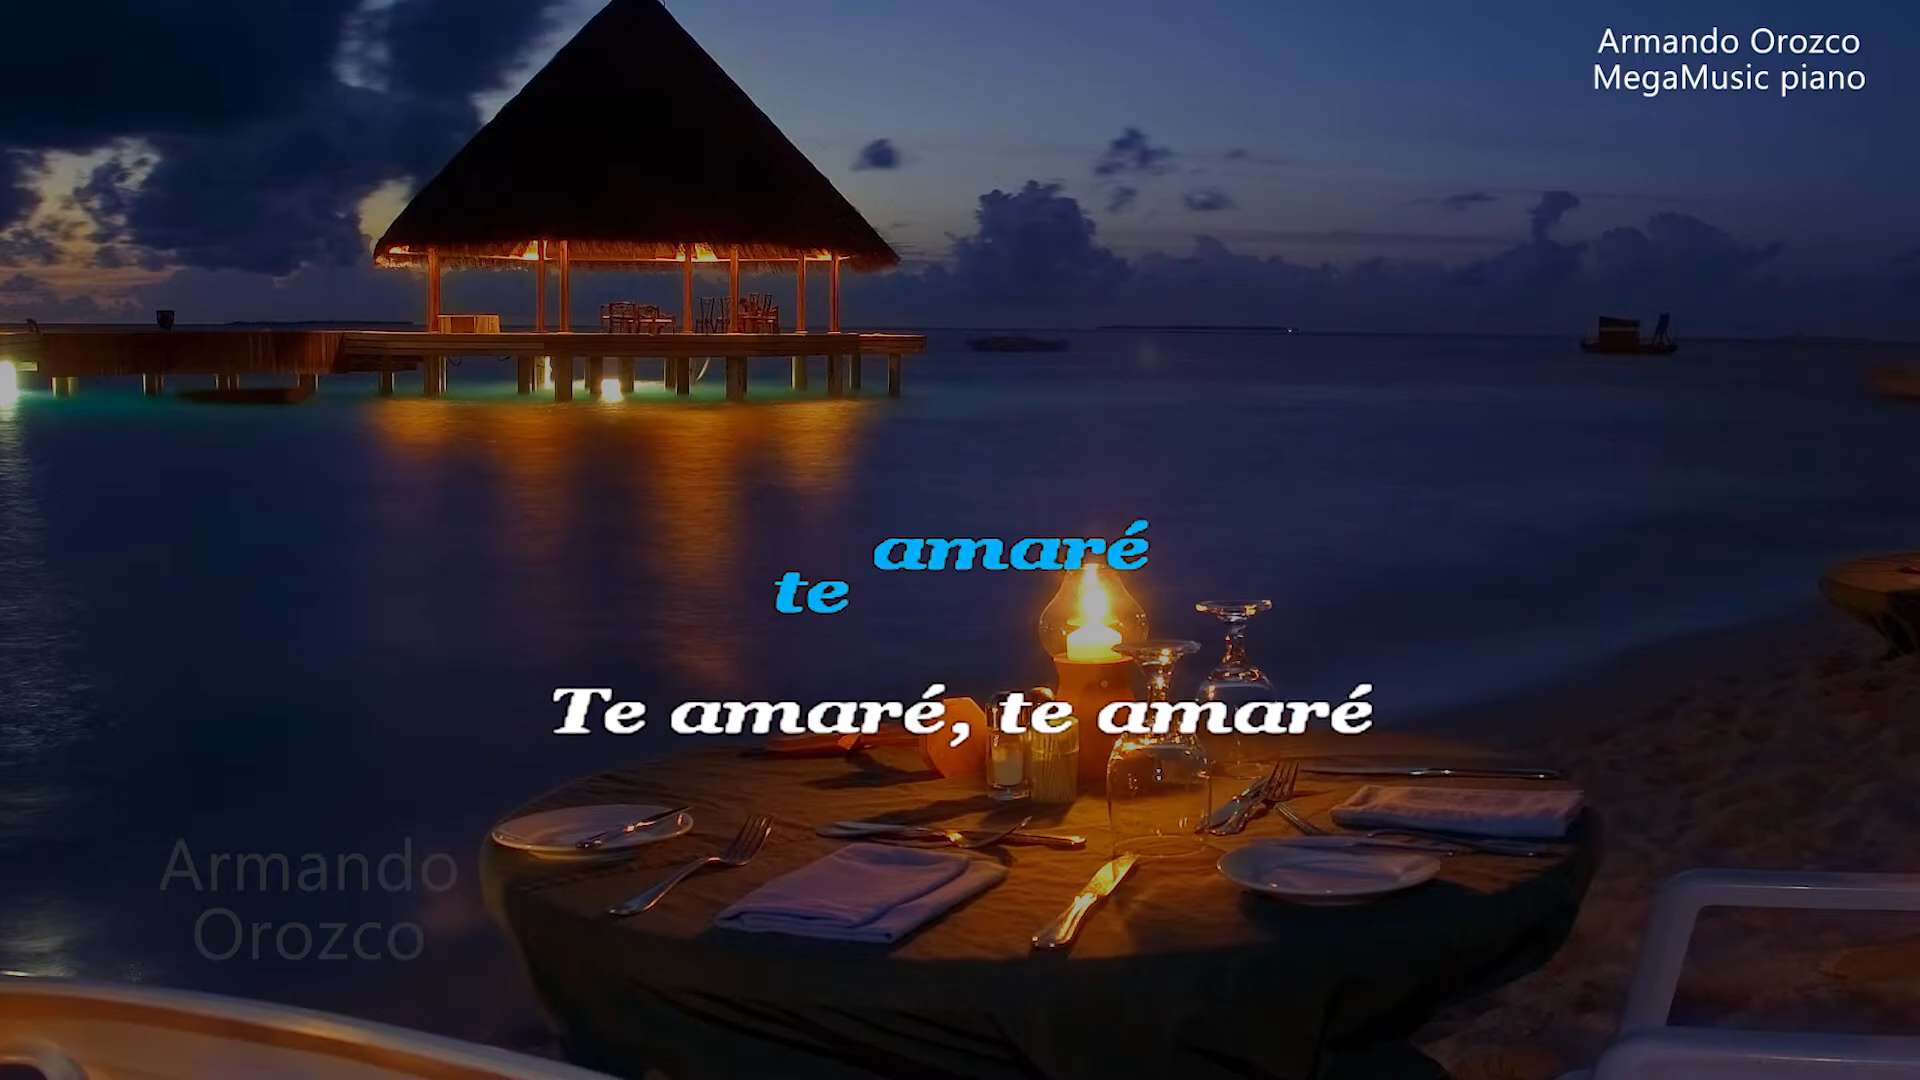 Armando Orozco
MegaMusic piano
te amaré
Te amaré, te amaré
Armando
Orozco